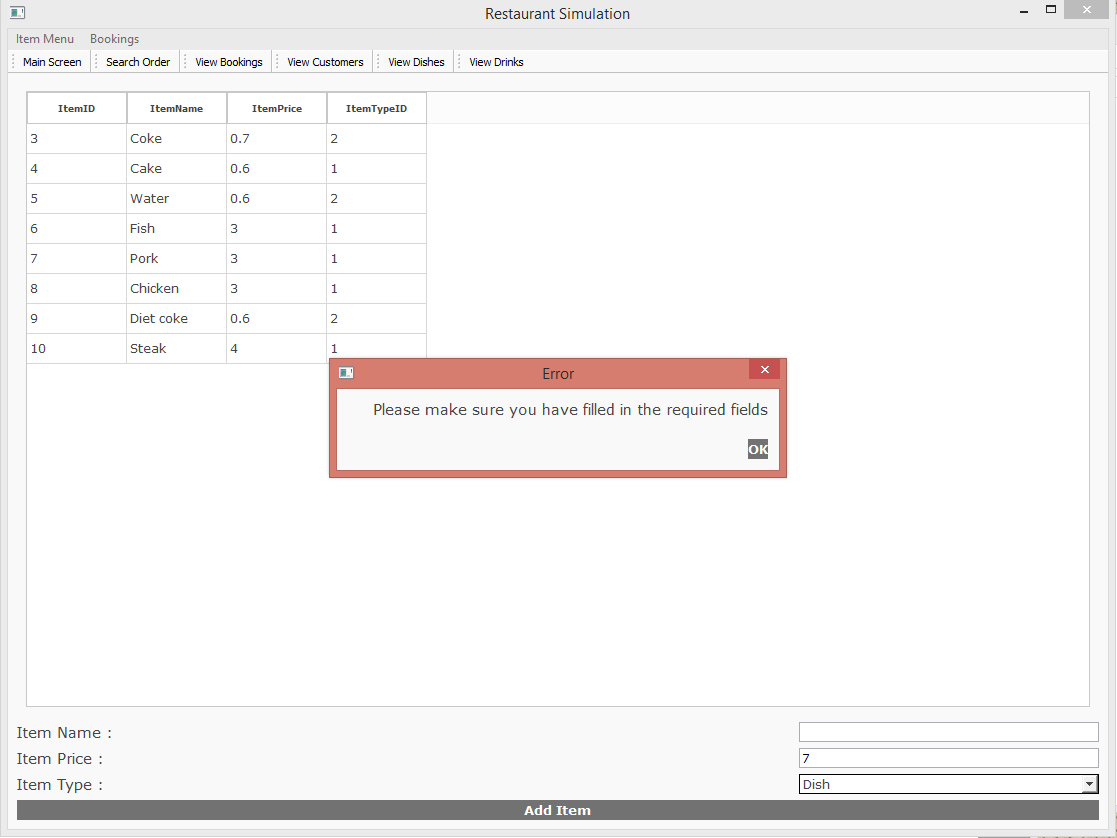 Restaurant Simulation
Item Menu Bookings
Main Screen Search Order View Bookings View Customers View Dishes View Drinks
ItemID ItemName ItemPrice ItemTypeID
3 Coke 0.7 2
4 Cake 0.6 1
5 Water 0.6 2
6 Fish 3 1
7 Pork 3 1
8 Chicken 3 1
9 Diet coke 0.6 2
10 Steak 4 1
Error
Please make sure you have filled in the required fields
OK
Item Name :
Item Price : 7
Item Type : Dish
Add Item